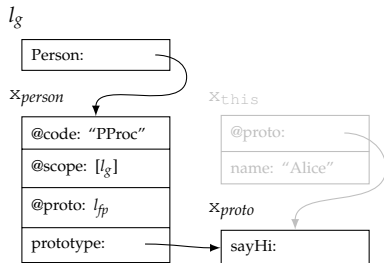 l_g
Person:
x_person
@code: “PProc”
@scope: [l_g]
@proto: l_fp
prototype:
x_this
@proto:
name: “Alice”
x_proto
sayHi: